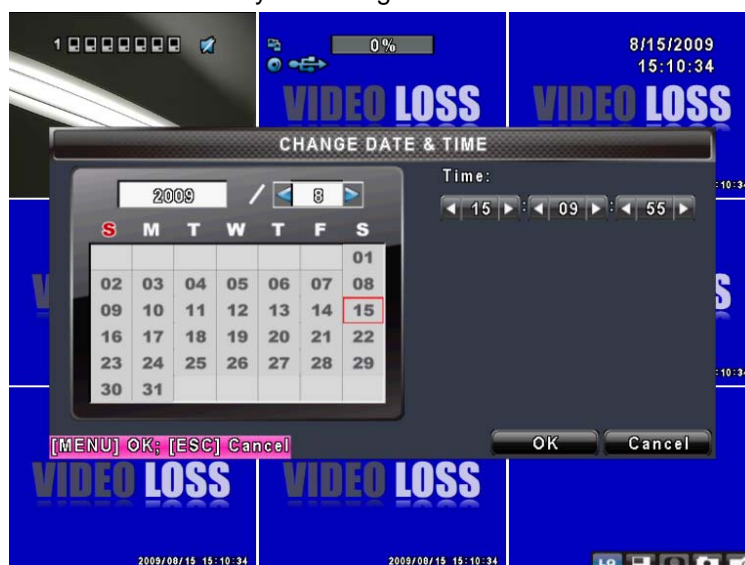 1
0%
8/15/2009
15:10:34
VIDEO LOSS
VIDEO LOSS
CHANGE DATE & TIME
2009 / 8
Time:
15 : 09 : 55
S M T W T F S
01
02 03 04 05 06 07 08
09 10 11 12 13 14 15
16 17 18 19 20 21 22
23 24 25 26 27 28 29
30 31
[MENU] OK; [ESC] Cancel
OK Cancel
VIDEO LOSS
VIDEO LOSS
2009/08/15 15:10:34
2009/08/15 15:10:34